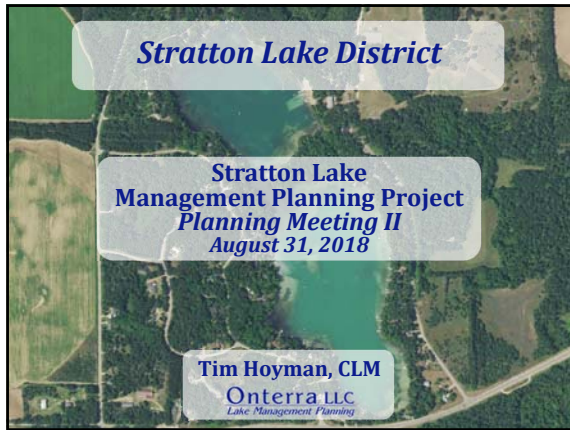 Stratton Lake District
Stratton Lake
Management Planning Project
Planning Meeting II
August 31, 2018
Tim Hoyman, CLM
Onterra LLC
Lake Management Planning